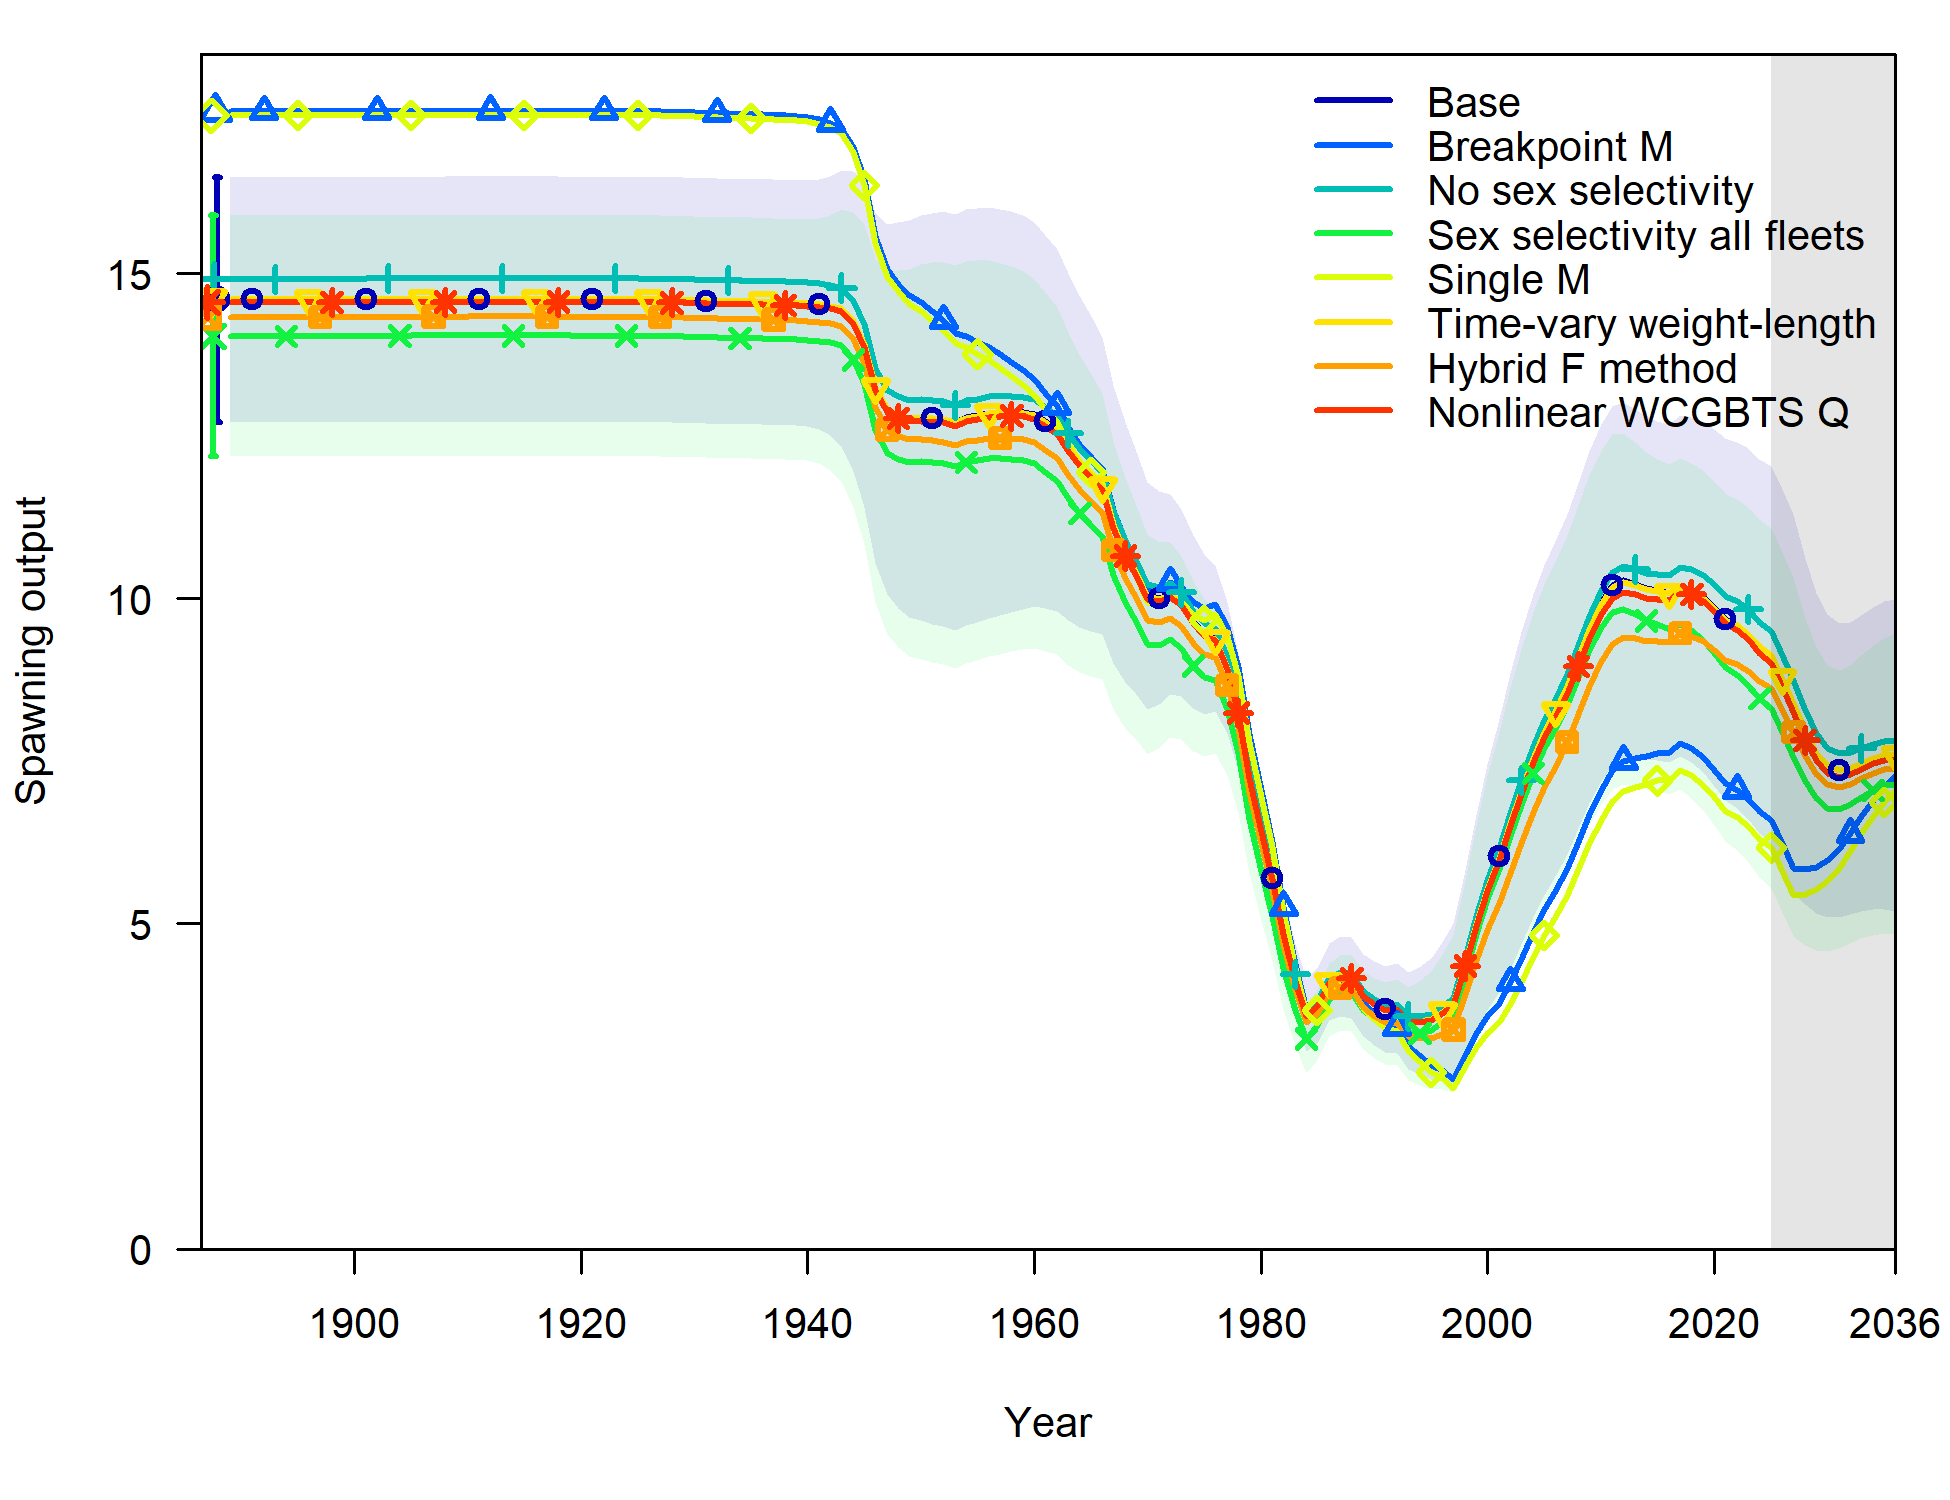 Base
Breakpoint M
No sex selectivity
Sex selectivity all fleets
Single M
Time-vary weight-length
Hybrid F method
Nonlinear WCGBTS Q
Spawning output
15
10
5
0
1900 1920 1940 1960 1980 2000 2020 2036
Year